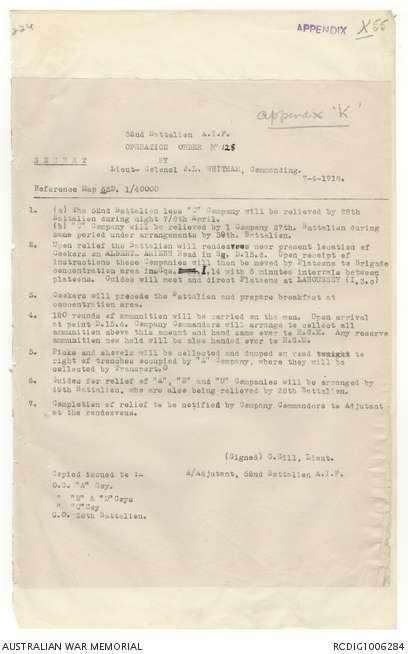 224
APPENDIX X55
Appendix 'K'
52nd Battalion A.I.F.
OPERATION ORDER No 125
SECRET BY
Lieut- Colonel J.L. WHITHAM, Commanding.
7-4-1918.
Reference Map 62D. 1/40000
1. (a) The 52nd Battalion less "C" Company will be relieved by 28th
Battalion during night 7/8th April.
(b) "C" Company will be relieved by 1 Company 27th. Battalion during
same period under arrangements by 50th. Battalion.
2. Upon relief the Battalion will rendezvous near present location of
Cookers on ALBERT. AMIENS Road in Sq. D.15.d. Upon receipt of
instructions these Companies will then be moved by Platoons to Brigade
concentration area in Square I.14 with 5 minutes intervals between
platoons. Guides will meet and direct Platoons at LAHOUSSOY (I.3.c)
3. Cookers will precede the Battalion and prepare breakfast at
concentration area.
4. 120 rounds of ammunition will be carried on the man. Upon arrival
at point D.15.d. Company Commanders will arrange to collect all
ammunition above this amount and hand same over to R.Q.M. Any reserve
ammunition now held will be also handed over to R.Q.M.
5. Picks and shovels will be collected and dumped on road tonight to
right of trenches occupied by "A" Company, where they will be
collected by Transport.
6. Guides for relief of "A", "B" and "D" Companies will be arranged by
49th Battalion, who are also being relieved by 28th Battalion.
7. Completion of relief to be notified by Company Commanders to Adjutant
at the rendezvous.
(Signed) G.Gill, Lieut.
A/Adjutant, 52nd Battalion A.I.F.
Copied issued to :-
O.C. "A" Coy.
" "B" & "D"Coys
" "C"Coy
C.O. 28th Battalion.
AUSTRALIAN WAR MEMORIAL
RCDIG1006284